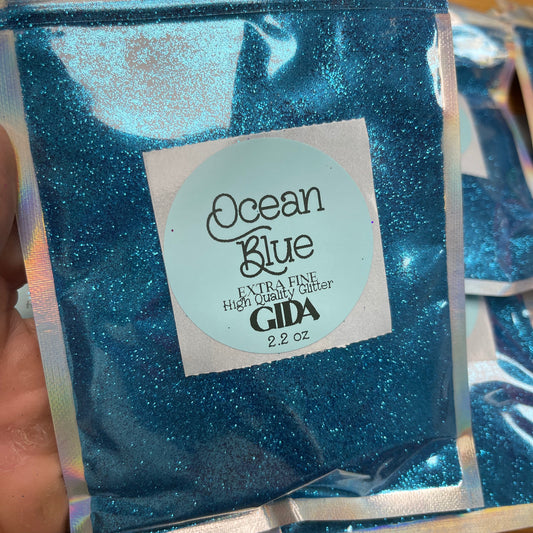 Ocean
Blue
EXTRA FINE
High Quality Glitter
GIDA
2.2 oz